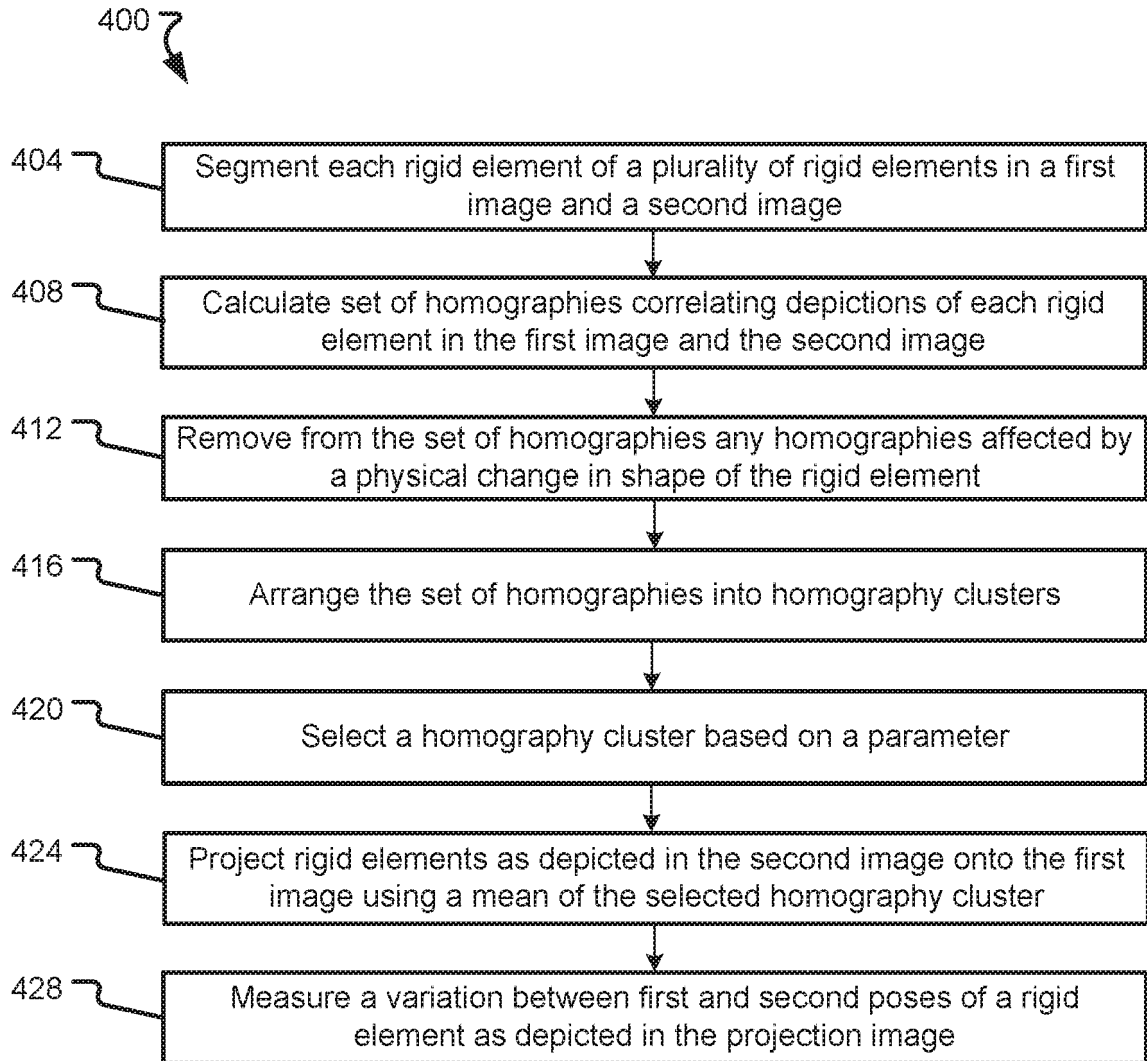 400
404
Segment each rigid element of a plurality of rigid elements in a first
image and a second image
408
Calculate set of homographies correlating depictions of each rigid
element in the first image and the second image
412
Remove from the set of homographies any homographies affected by
a physical change in shape of the rigid element
416
Arrange the set of homographies into homography clusters
420
Select a homography cluster based on a parameter
424
Project rigid elements as depicted in the second image onto the first
image using a mean of the selected homography cluster
428
Measure a variation between first and second poses of a rigid
element as depicted in the projection image